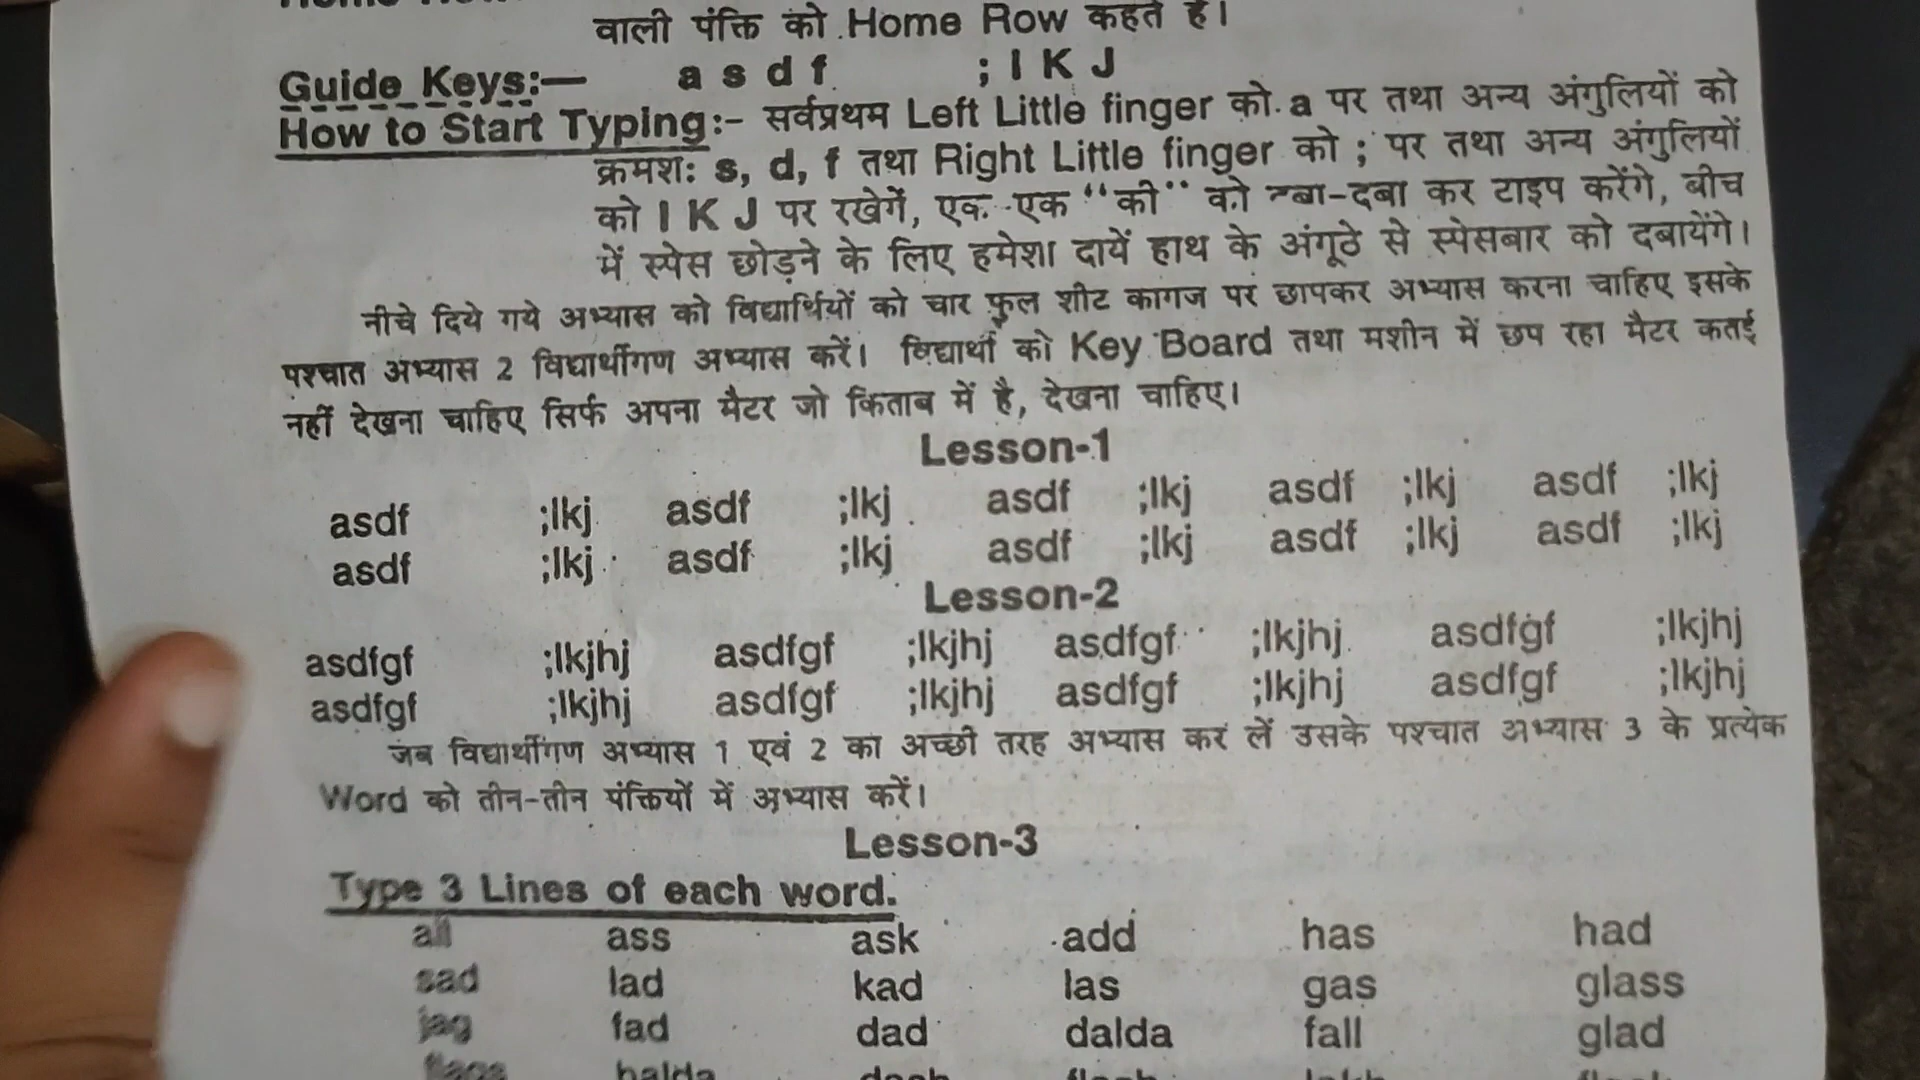 वाली पंक्ति को Home Row कहते हैं।
Guide Keys:— a s d f ; l K J
How to Start Typing:- सर्वप्रथम Left Little finger को a पर तथा अन्य अंगुलियों को
क्रमशः s, d, f तथा Right Little finger को ; पर तथा अन्य अंगुलियों
को l K J पर रखेगें, एक-एक "की" को दबा-दबा कर टाइप करेंगे, बीच
में स्पेस छोड़ने के लिए हमेशा दायें हाथ के अंगूठे से स्पेसबार को दबायेंगे।
नीचे दिये गये अभ्यास को विद्यार्थियों को चार फुल शीट कागज पर छापकर अभ्यास करना चाहिए इसके
पश्चात अभ्यास 2 विद्यार्थीगण अभ्यास करें। विद्यार्थी को Key Board तथा मशीन में छप रहा मैटर कतई
नहीं देखना चाहिए सिर्फ अपना मैटर जो किताब में है, देखना चाहिए।
Lesson-1
asdf ;lkj asdf ;lkj asdf ;lkj asdf ;lkj asdf ;lkj
asdf ;lkj asdf ;lkj asdf ;lkj asdf ;lkj asdf ;lkj
Lesson-2
asdfgf ;lkjhj asdfgf ;lkjhj asdfgf ;lkjhj asdfgf ;lkjhj
asdfgf ;lkjhj asdfgf ;lkjhj asdfgf ;lkjhj asdfgf ;lkjhj
जब विद्यार्थीगण अभ्यास 1 एवं 2 का अच्छी तरह अभ्यास कर लें उसके पश्चात अभ्यास 3 के प्रत्येक
Word को तीन-तीन पंक्तियों में अभ्यास करें।
Lesson-3
Type 3 Lines of each word.
all ass ask add has had
sad lad kad las gas glass
jag fad dad dalda fall glad